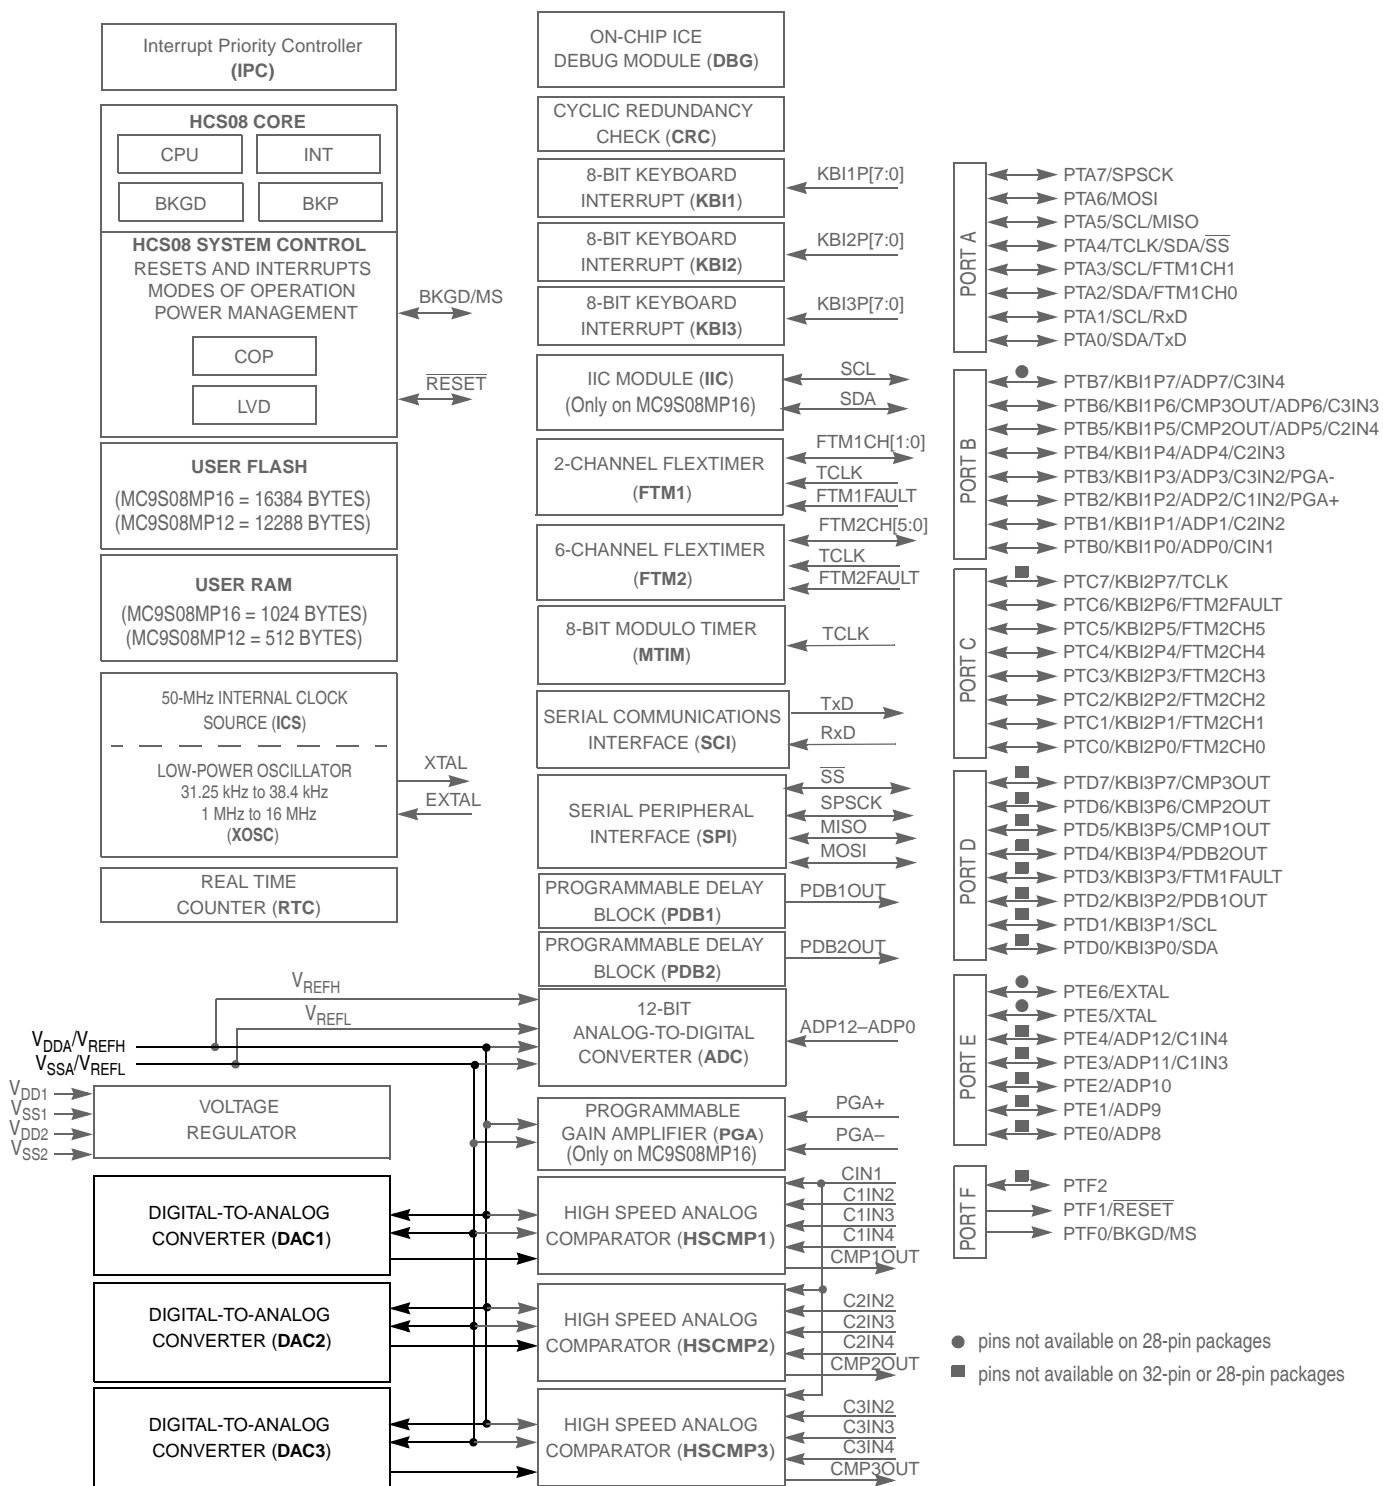 Interrupt Priority Controller
(IPC)
HCS08 CORE
CPU
INT
BKGD
BKP
HCS08 SYSTEM CONTROL
RESETS AND INTERRUPTS
MODES OF OPERATION
POWER MANAGEMENT
COP
LVD
BKGD/MS
RESET
USER FLASH
(MC9S08MP16 = 16384 BYTES)
(MC9S08MP12 = 12288 BYTES)
USER RAM
(MC9S08MP16 = 1024 BYTES)
(MC9S08MP12 = 512 BYTES)
50-MHz INTERNAL CLOCK
SOURCE (ICS)
LOW-POWER OSCILLATOR
31.25 kHz to 38.4 kHz
1 MHz to 16 MHz
(XOSC)
XTAL
EXTAL
REAL TIME
COUNTER (RTC)
VREFH
VREFL
VDDA/VREFH
VSSA/VREFL
VDD1
VSS1
VDD2
VSS2
VOLTAGE
REGULATOR
DIGITAL-TO-ANALOG
CONVERTER (DAC1)
DIGITAL-TO-ANALOG
CONVERTER (DAC2)
DIGITAL-TO-ANALOG
CONVERTER (DAC3)
ON-CHIP ICE
DEBUG MODULE (DBG)
CYCLIC REDUNDANCY
CHECK (CRC)
8-BIT KEYBOARD
INTERRUPT (KBI1)
KBI1P[7:0]
8-BIT KEYBOARD
INTERRUPT (KBI2)
KBI2P[7:0]
8-BIT KEYBOARD
INTERRUPT (KBI3)
KBI3P[7:0]
IIC MODULE (IIC)
(Only on MC9S08MP16)
SCL
SDA
2-CHANNEL FLEXTIMER
(FTM1)
FTM1CH[1:0]
TCLK
FTM1FAULT
6-CHANNEL FLEXTIMER
(FTM2)
FTM2CH[5:0]
TCLK
FTM2FAULT
8-BIT MODULO TIMER
(MTIM)
TCLK
SERIAL COMMUNICATIONS
INTERFACE (SCI)
TxD
RxD
SERIAL PERIPHERAL
INTERFACE (SPI)
SS
SPSCK
MISO
MOSI
PROGRAMMABLE DELAY
BLOCK (PDB1)
PDB1OUT
PROGRAMMABLE DELAY
BLOCK (PDB2)
PDB2OUT
12-BIT
ANALOG-TO-DIGITAL
CONVERTER (ADC)
ADP12–ADP0
PROGRAMMABLE
GAIN AMPLIFIER (PGA)
(Only on MC9S08MP16)
PGA+
PGA–
HIGH SPEED ANALOG
COMPARATOR (HSCMP1)
CIN1
C1IN2
C1IN3
C1IN4
CMP1OUT
HIGH SPEED ANALOG
COMPARATOR (HSCMP2)
C2IN2
C2IN3
C2IN4
CMP2OUT
HIGH SPEED ANALOG
COMPARATOR (HSCMP3)
C3IN2
C3IN3
C3IN4
CMP3OUT
PORT A
PTA7/SPSCK
PTA6/MOSI
PTA5/SCL/MISO
PTA4/TCLK/SDA/SS
PTA3/SCL/FTM1CH1
PTA2/SDA/FTM1CH0
PTA1/SCL/RxD
PTA0/SDA/TxD
PORT B
PTB7/KBI1P7/ADP7/C3IN4
PTB6/KBI1P6/CMP3OUT/ADP6/C3IN3
PTB5/KBI1P5/CMP2OUT/ADP5/C2IN4
PTB4/KBI1P4/ADP4/C2IN3
PTB3/KBI1P3/ADP3/C3IN2/PGA-
PTB2/KBI1P2/ADP2/C1IN2/PGA+
PTB1/KBI1P1/ADP1/C2IN2
PTB0/KBI1P0/ADP0/CIN1
PORT C
PTC7/KBI2P7/TCLK
PTC6/KBI2P6/FTM2FAULT
PTC5/KBI2P5/FTM2CH5
PTC4/KBI2P4/FTM2CH4
PTC3/KBI2P3/FTM2CH3
PTC2/KBI2P2/FTM2CH2
PTC1/KBI2P1/FTM2CH1
PTC0/KBI2P0/FTM2CH0
PORT D
PTD7/KBI3P7/CMP3OUT
PTD6/KBI3P6/CMP2OUT
PTD5/KBI3P5/CMP1OUT
PTD4/KBI3P4/PDB2OUT
PTD3/KBI3P3/FTM1FAULT
PTD2/KBI3P2/PDB1OUT
PTD1/KBI3P1/SCL
PTD0/KBI3P0/SDA
PORT E
PTE6/EXTAL
PTE5/XTAL
PTE4/ADP12/C1IN4
PTE3/ADP11/C1IN3
PTE2/ADP10
PTE1/ADP9
PTE0/ADP8
PORT F
PTF2
PTF1/RESET
PTF0/BKGD/MS
pins not available on 28-pin packages
pins not available on 32-pin or 28-pin packages